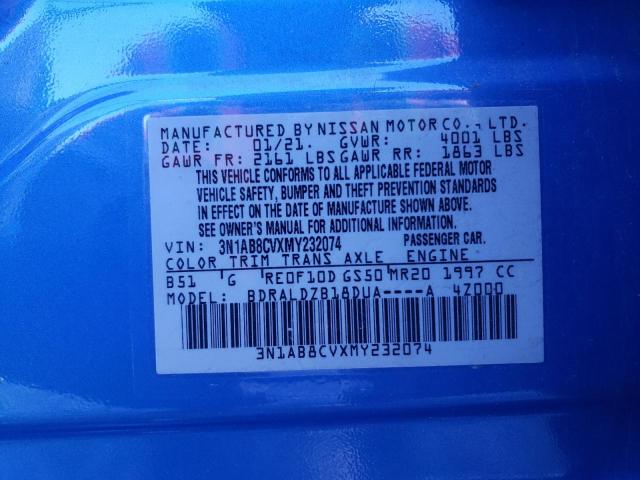 MANUFACTURED BY NISSAN MOTOR CO., LTD.
DATE: 01/21. GVWR: 4001 LBS
GAWR FR: 2161 LBS GAWR RR: 1863 LBS
THIS VEHICLE CONFORMS TO ALL APPLICABLE FEDERAL MOTOR
VEHICLE SAFETY, BUMPER AND THEFT PREVENTION STANDARDS
IN EFFECT ON THE DATE OF MANUFACTURE SHOWN ABOVE.
SEE OWNER'S MANUAL FOR ADDITIONAL INFORMATION.
VIN: 3N1AB8CVXMY232074 PASSENGER CAR.
COLOR TRIM TRANS AXLE ENGINE
B51 G RE0F10D GS50 MR20 1997 CC
MODEL: BDRALDZB18DUA----A 4Z000
3N1AB8CVXMY232074